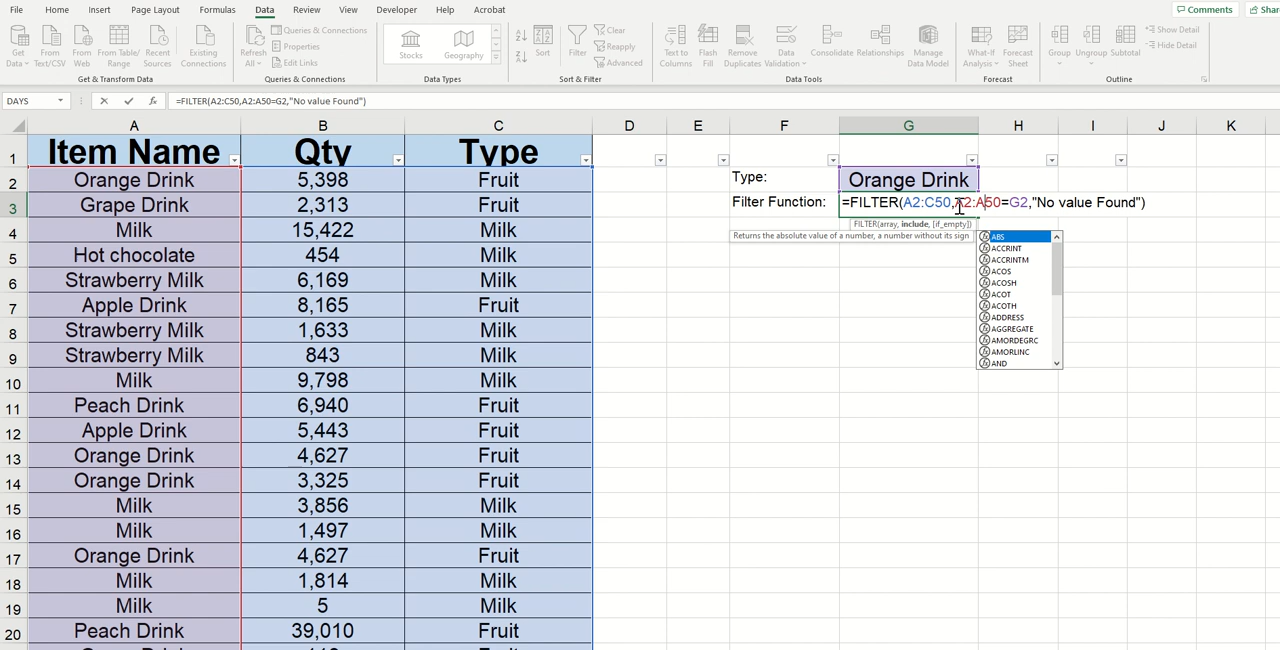 File Home Insert Page Layout Formulas Data Review View Developer Help Acrobat Comments Shar
Get Data From Text/CSV From Web From Table/ Range Recent Sources Existing Connections
Get & Transform Data
Refresh All Queries & Connections Properties Edit Links
Queries & Connections
Stocks Geography
Data Types
Sort Filter Clear Reapply Advanced
Sort & Filter
Text to Columns Flash Fill Remove Duplicates Data Validation Consolidate Relationships Manage Data Model
Data Tools
What-If Analysis Forecast Sheet
Forecast
Group Ungroup Subtotal Show Detail Hide Detail
Outline
DAYS fx =FILTER(A2:C50,A2:A50=G2,"No value Found")
A B C D E F G H I J K
1 Item Name Qty Type
2 Orange Drink 5,398 Fruit Type: Orange Drink
3 Grape Drink 2,313 Fruit Filter Function: =FILTER(A2:C50,A2:A50=G2,"No value Found")
FILTER(array, include, [if_empty])
4 Milk 15,422 Milk
Returns the absolute value of a number, a number without its sign
ABS
ACCRINT
5 Hot chocolate 454 Milk
ACCRINTM
ACOS
6 Strawberry Milk 6,169 Milk
ACOSH
ACOT
7 Apple Drink 8,165 Fruit
ACOTH
ADDRESS
8 Strawberry Milk 1,633 Milk
AGGREGATE
AMORDEGRC
9 Strawberry Milk 843 Milk
AMORLINC
AND
10 Milk 9,798 Milk
11 Peach Drink 6,940 Fruit
12 Apple Drink 5,443 Fruit
13 Orange Drink 4,627 Fruit
14 Orange Drink 3,325 Fruit
15 Milk 3,856 Milk
16 Milk 1,497 Milk
17 Orange Drink 4,627 Fruit
18 Milk 1,814 Milk
19 Milk 5 Milk
20 Peach Drink 39,010 Fruit